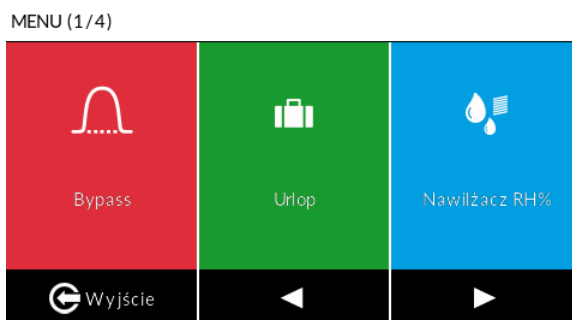 MENU (1/4)
Bypass
Urlop
Nawilżacz RH%
Wyjście